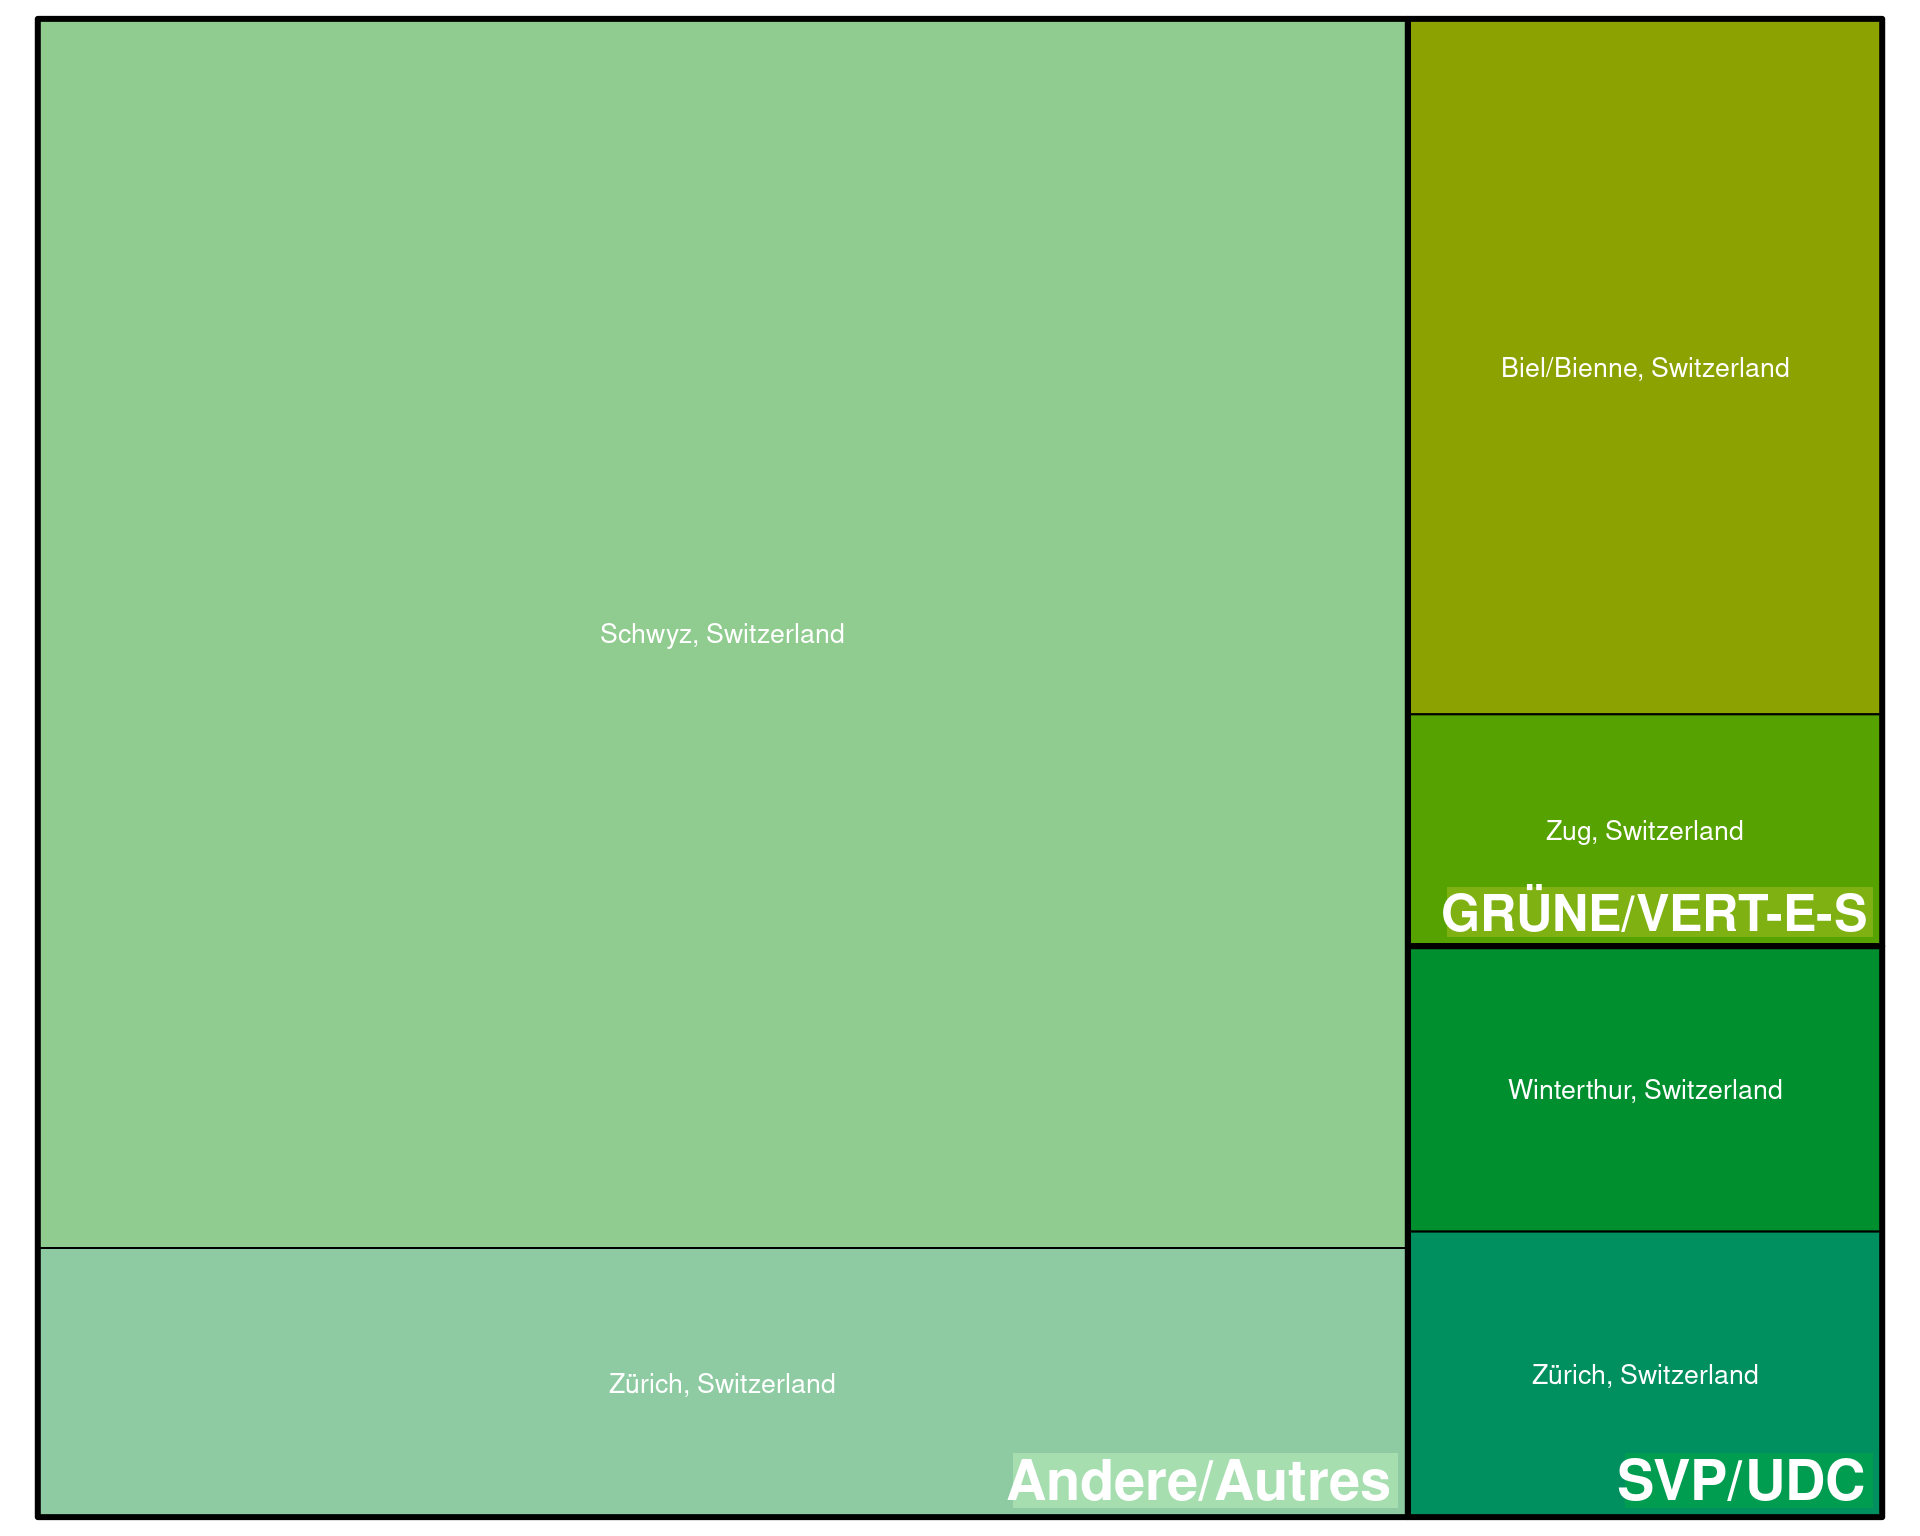 Schwyz, Switzerland
Zürich, Switzerland
Andere/Autres
Biel/Bienne, Switzerland
Zug, Switzerland
GRÜNE/VERT-E-S
Winterthur, Switzerland
Zürich, Switzerland
SVP/UDC